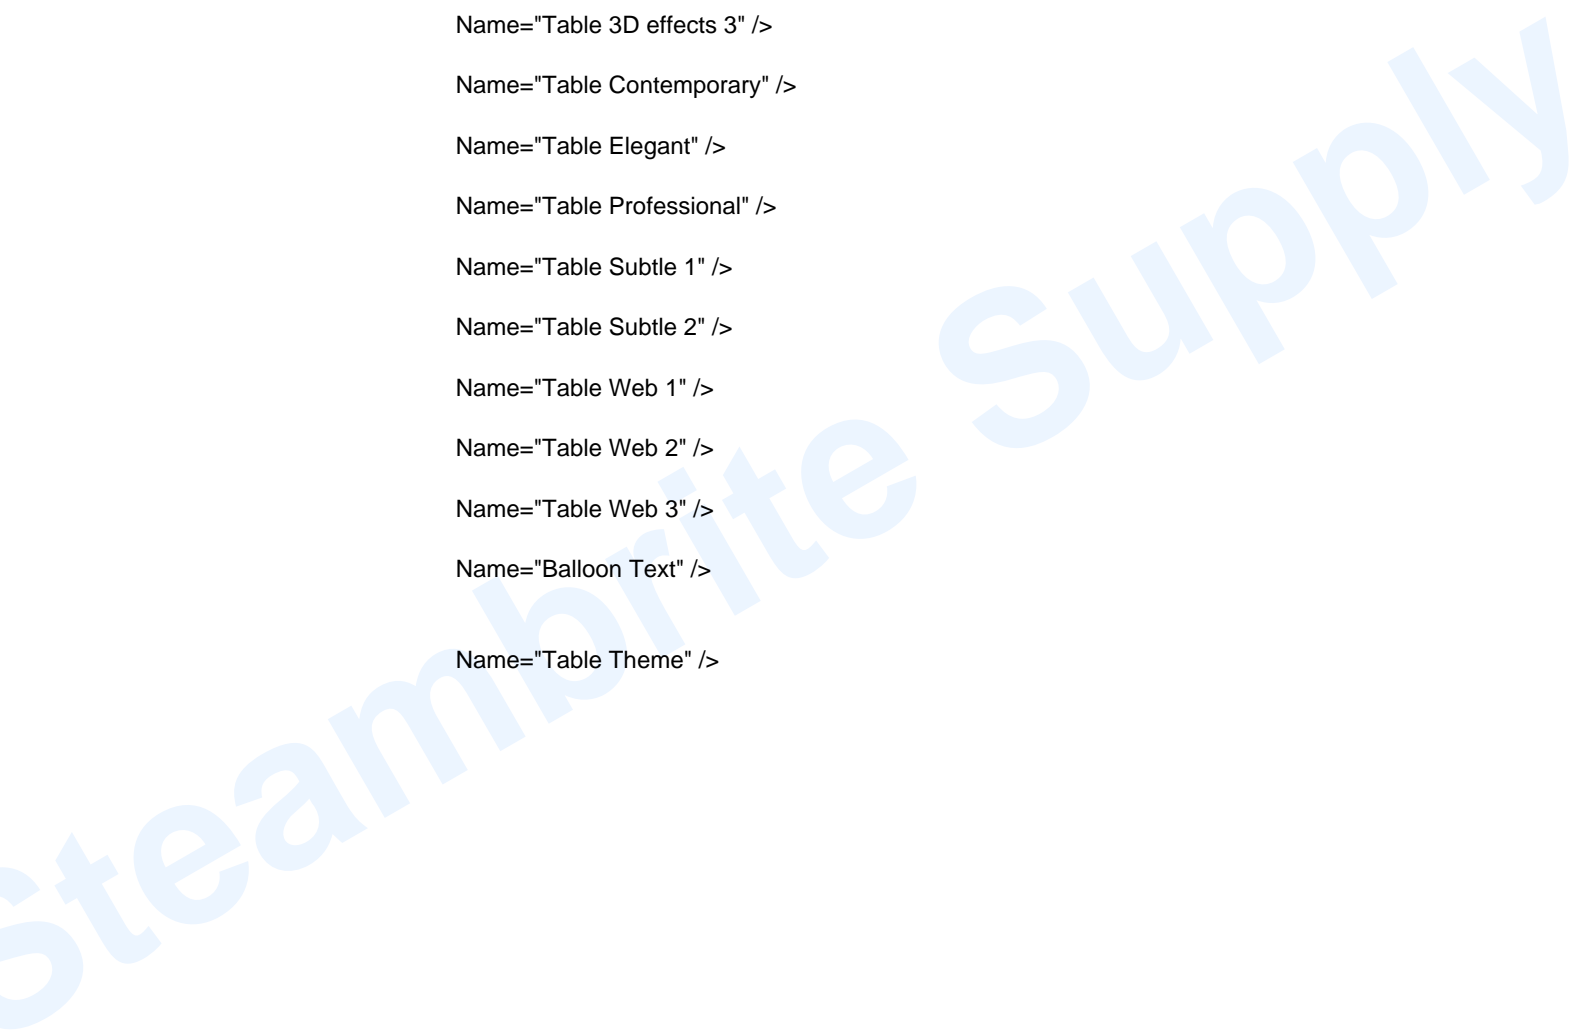 Name="Table 3D effects 3" />
Name="Table Contemporary" />
Name="Table Elegant" />
Name="Table Professional" />
Name="Table Subtle 1" />
Name="Table Subtle 2" />
Name="Table Web 1" />
Name="Table Web 2" />
Name="Table Web 3" />
Name="Balloon Text" />
Name="Table Theme" />
Steambrite Supply